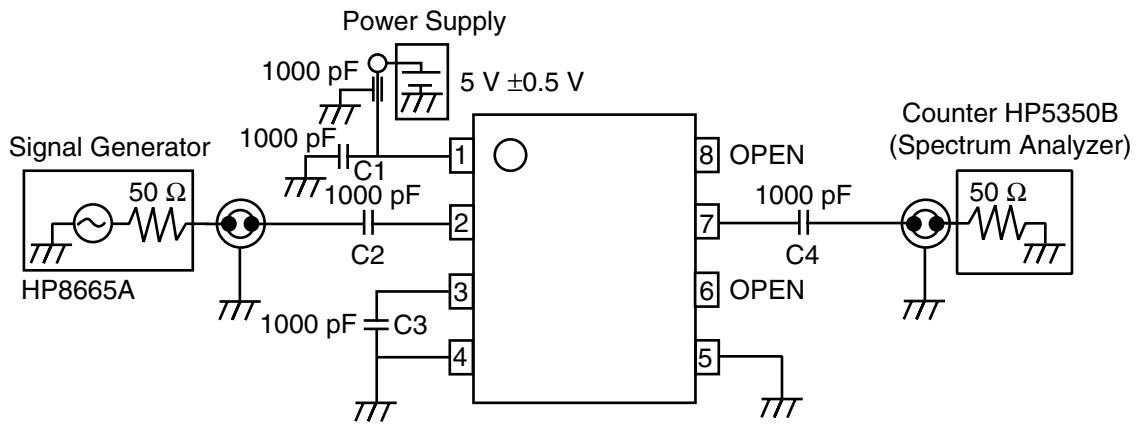 Power Supply
1000 pF
5 V ±0.5 V
1000 pF
C1
Signal Generator
50 Ω
HP8665A
1000 pF
C2
1000 pF
C3
1
2
3
4
8
7
6
5
OPEN
1000 pF
C4
OPEN
Counter HP5350B
(Spectrum Analyzer)
50 Ω